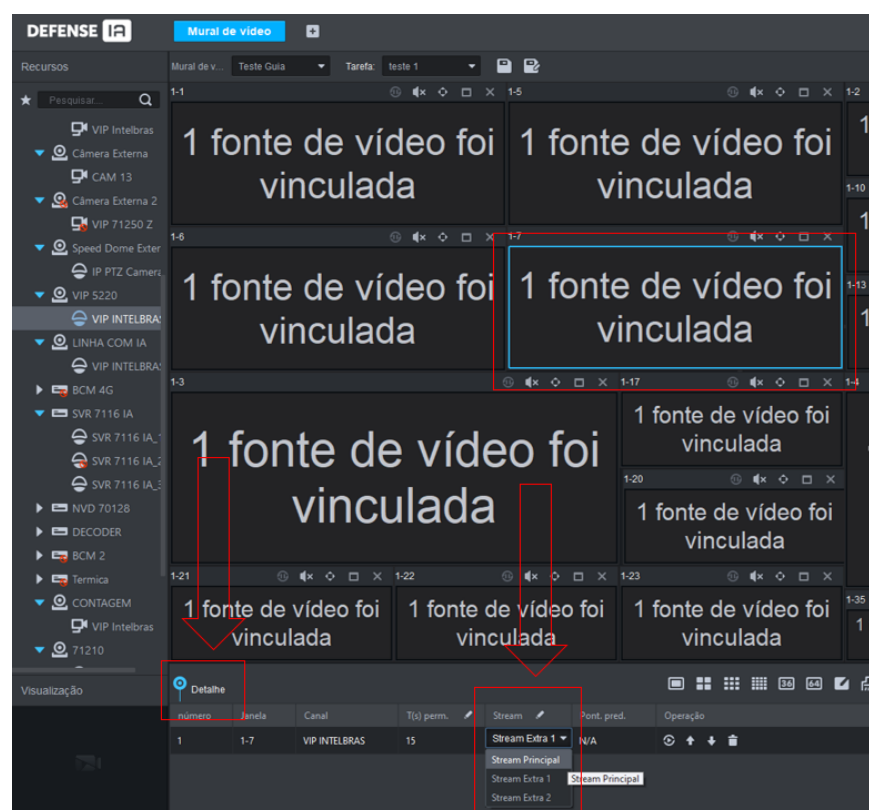 DEFENSE IA
Mural de vídeo
Recursos
Mural de v... Teste Guia Tarefa: teste 1
Pesquisar...
VIP Intelbras
Câmera Externa
CAM 13
Câmera Externa 2
VIP 71250 Z
Speed Dome Exter
IP PTZ Camera
VIP 5220
VIP INTELBRAS
LINHA COM IA
VIP INTELBRAS
BCM 4G
SVR 7116 IA
SVR 7116 IA_1
SVR 7116 IA_2
SVR 7116 IA_3
NVD 70128
DECODER
BCM 2
Termica
CONTAGEM
VIP Intelbras
71210
Visualização
1-1
1 fonte de vídeo foi
vinculada
1-5
1 fonte de vídeo foi
vinculada
1-2
1
1-10
1
1-6
1 fonte de vídeo foi
vinculada
1-7
1 fonte de vídeo foi
vinculada
1-13
1
1-3
1 fonte de vídeo foi
vinculada
1-17
1 fonte de vídeo foi
vinculada
1-4
1-20
1 fonte de vídeo foi
vinculada
1-21
1 fonte de vídeo foi
vinculada
1-22
1 fonte de vídeo foi
vinculada
1-23
1 fonte de vídeo foi
vinculada
1-35
1
Detalhe
36 64
número Janela Canal T(s) perm. Stream Pont. pred. Operação
1 1-7 VIP INTELBRAS 15 Stream Extra 1 N/A
Stream Principal
Stream Extra 1 Stream Principal
Stream Extra 2